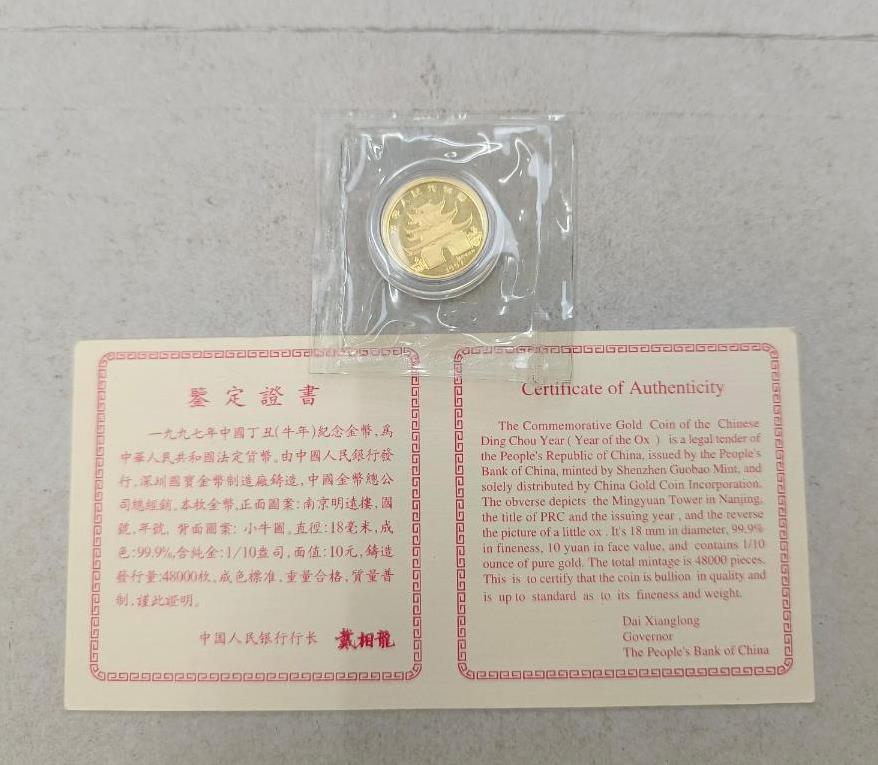 中華人民共和國
1997
鑒定證書
一九九七年中國丁丑(牛年)紀念金幣,爲
中華人民共和國法定貨幣。由中國人民銀行發
行,深圳國寶金幣制造廠鑄造,中國金幣總公
司總經銷。本枚金幣,正面圖案:南京明遠摟,國
號,年號,背面圖案:小牛圖。直徑:18毫米,成
色:99.9%,含純金:1/10盎司,面值:10元,鑄造
發行量:48000枚。成色標准,重量合格,質量普
制,謹此證明。
中國人民銀行行長 戴相龍
Certificate of Authenticity
The Commemorative Gold Coin of the Chinese
Ding Chou Year ( Year of the Ox ) is a legal tender of
the People's Republic of China, issued by the People's
Bank of China, minted by Shenzhen Guobao Mint, and
solely distributed by China Gold Coin Incorporation.
The obverse depicts the Mingyuan Tower in Nanjing,
the title of PRC and the issuing year , and the reverse
the picture of a little ox . It's 18 mm in diameter, 99.9%
in fineness, 10 yuan in face value, and contains 1/10
ounce of pure gold. The total mintage is 48000 pieces.
This is to certify that the coin is bullion in quality and
is up to standard as to its fineness and weight.
Dai Xianglong
Governor
The People's Bank of China